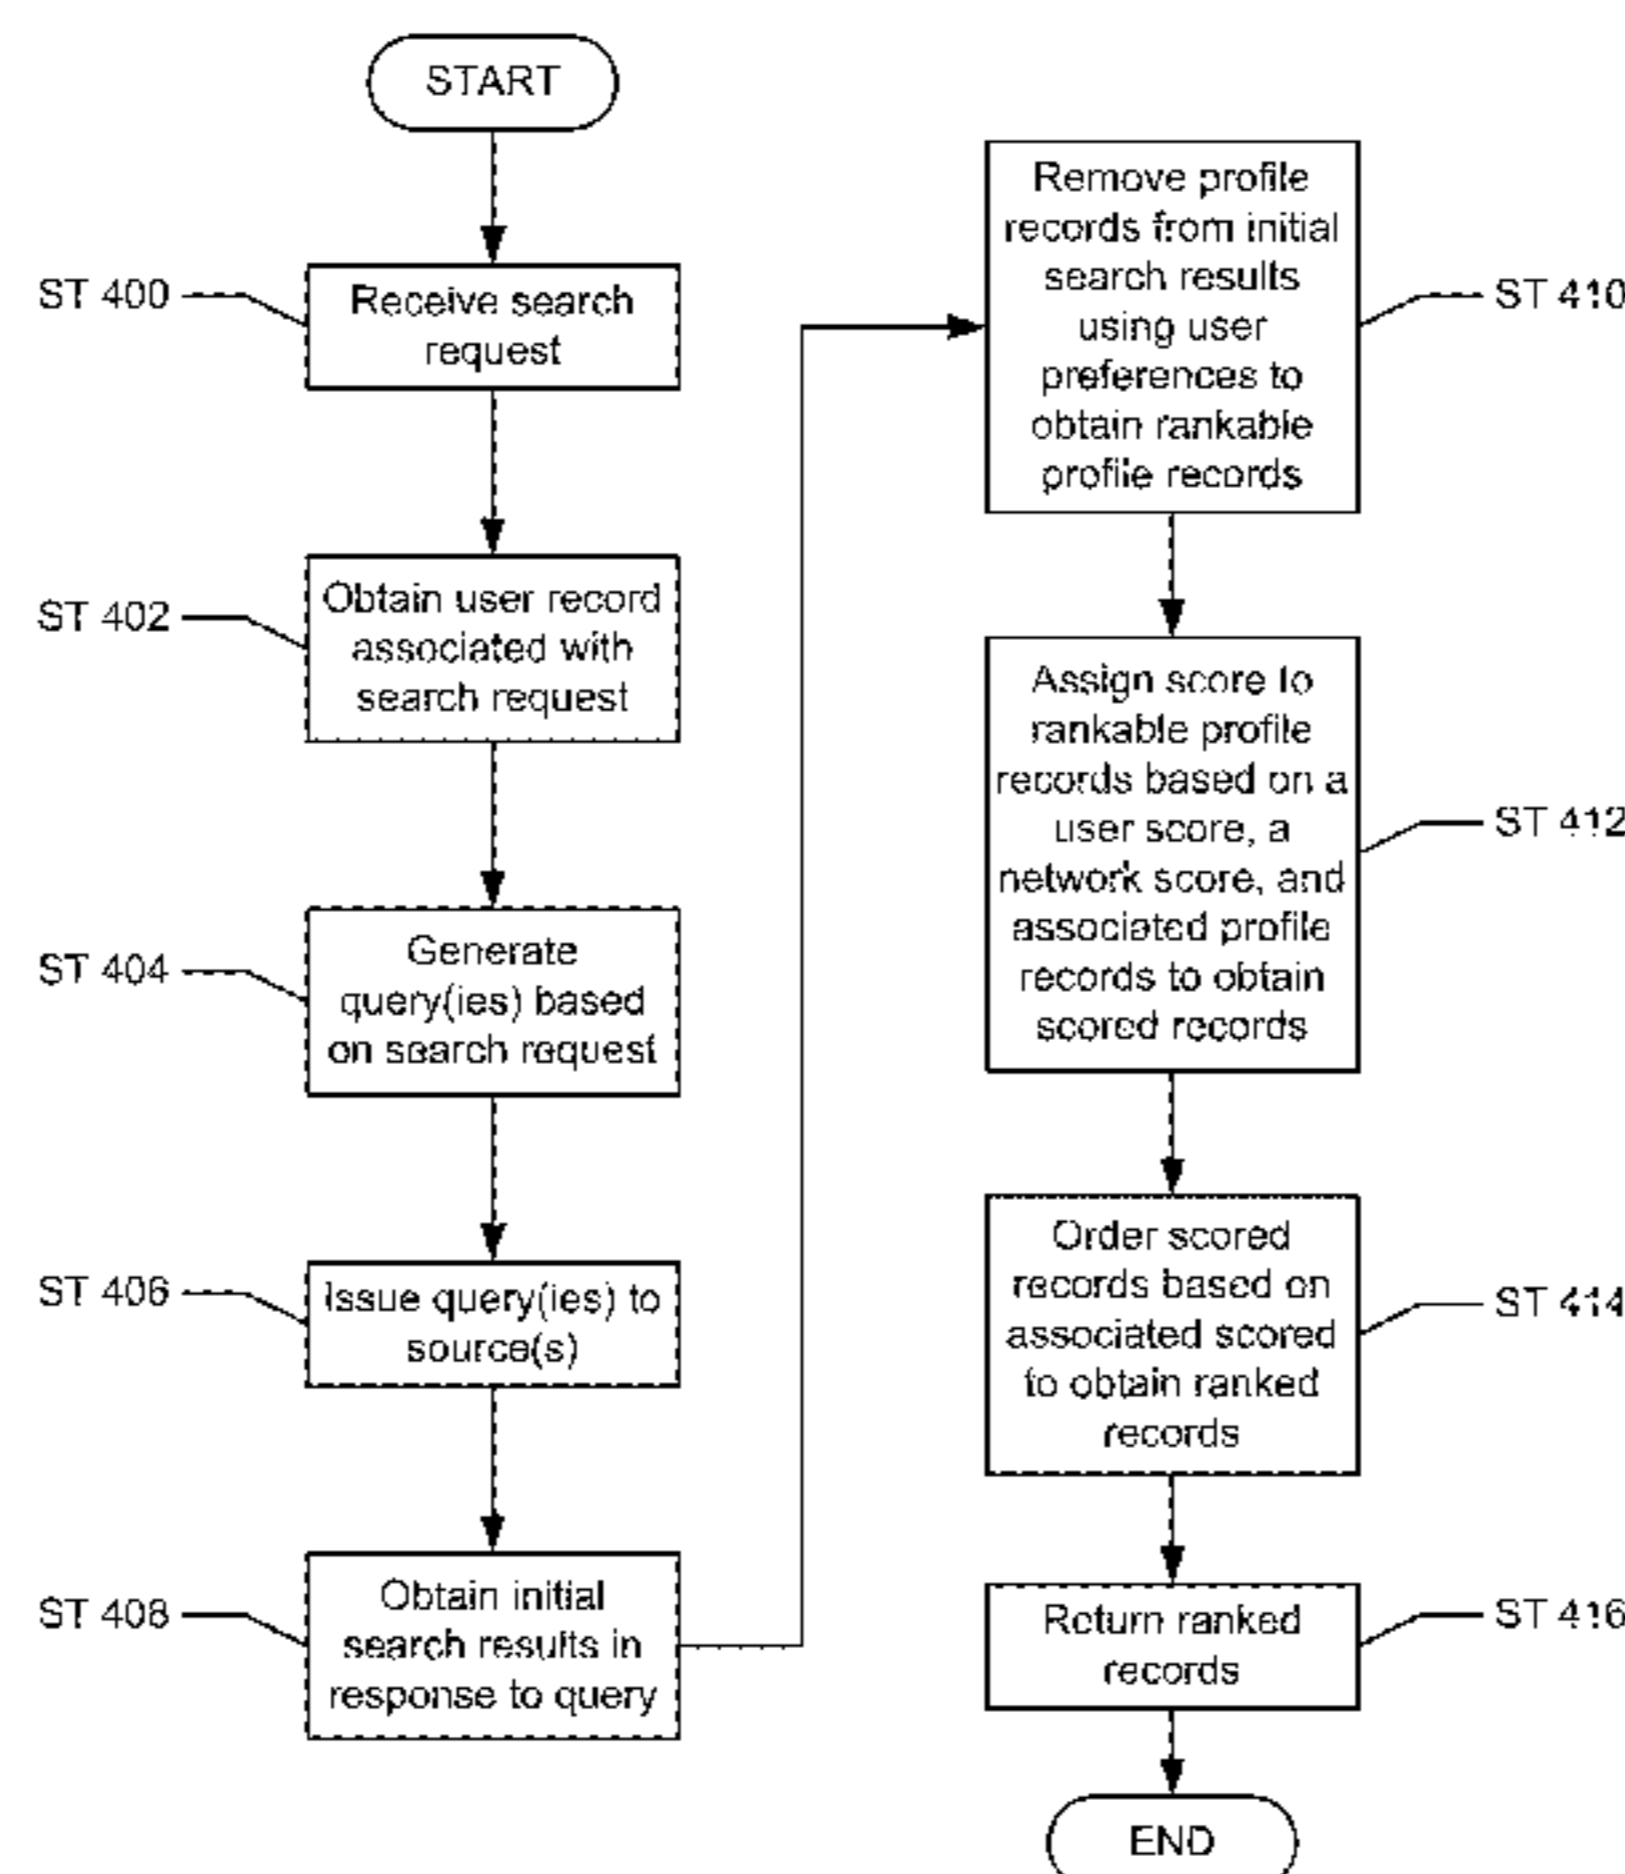 START
ST 400
Receive search
request
ST 402
Obtain user record
associated with
search request
ST 404
Generate
query(ies) based
on search request
ST 406
Issue query(ies) to
source(s)
ST 408
Obtain initial
search results in
response to query
Remove profile
records from initial
search results
using user
preferences to
obtain rankable
profile records
ST 410
Assign score to
rankable profile
records based on a
user score, a
network score, and
associated profile
records to obtain
scored records
ST 412
Order scored
records based on
associated scored
to obtain ranked
records
ST 414
Return ranked
records
ST 416
END